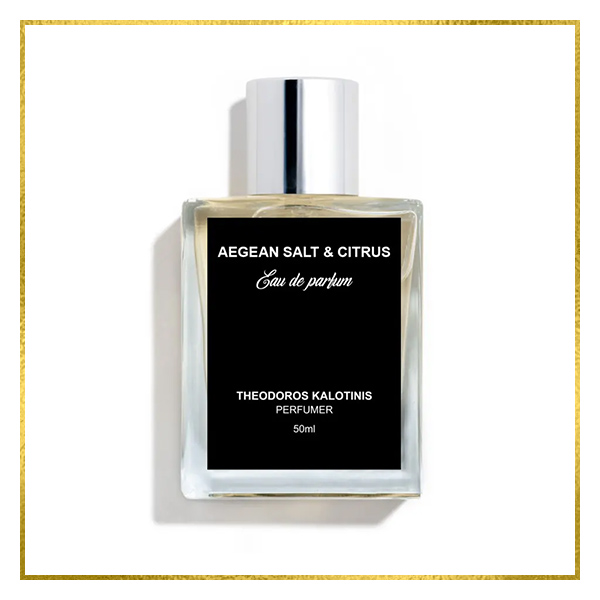 AEGEAN SALT & CITRUS
Eau de parfum
THEODOROS KALOTINIS
PERFUMER
50ml